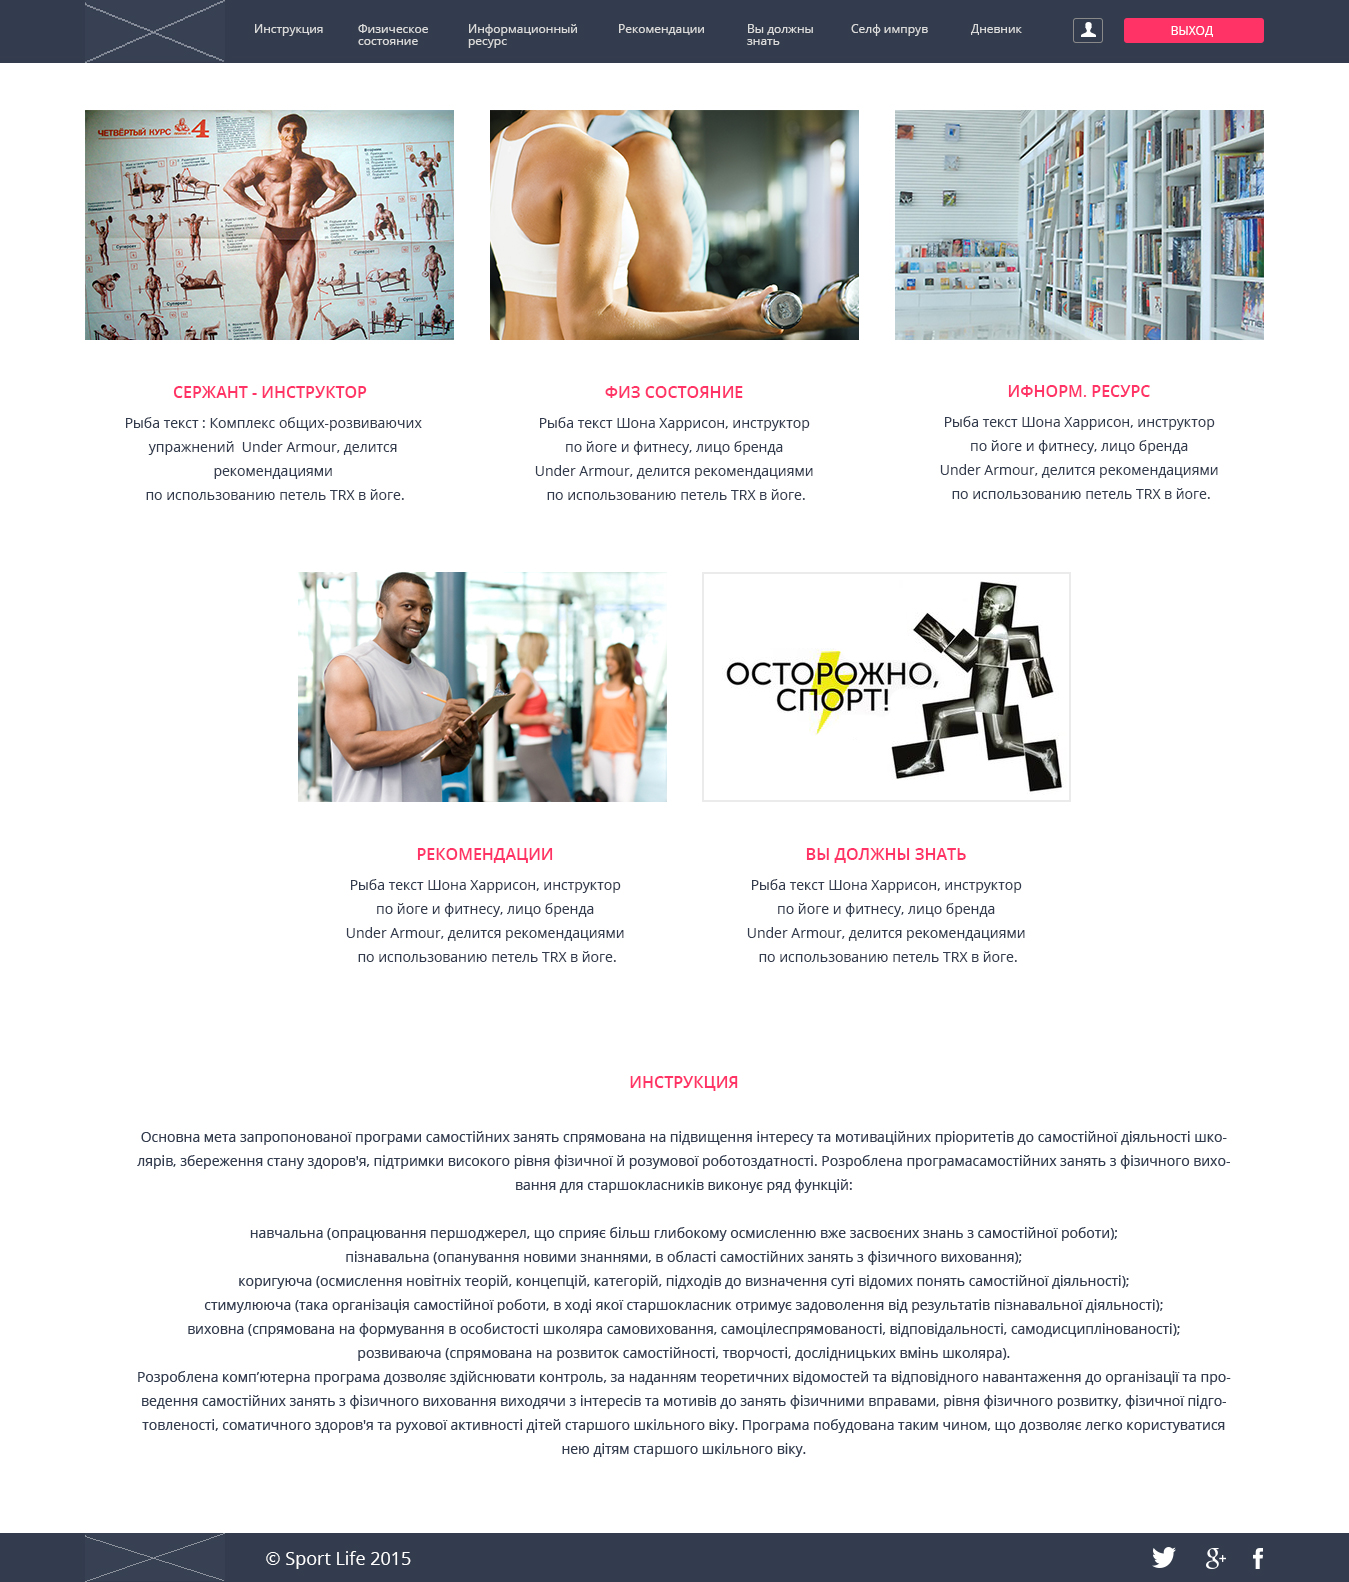 Инструкция
Физическое
состояние
Информационный
ресурс
Рекомендации
Вы должны
знать
Селф импрув
Дневник
ВЫХОД
ЧЕТВЁРТЫЙ КУРС 4
СЕРЖАНТ - ИНСТРУКТОР
Рыба текст : Комплекс общих-розвиваючих
упражнений  Under Armour, делится
рекомендациями
по использованию петель TRX в йоге.
ФИЗ СОСТОЯНИЕ
Рыба текст Шона Харрисон, инструктор
по йоге и фитнесу, лицо бренда
Under Armour, делится рекомендациями
по использованию петель TRX в йоге.
ИФНОРМ. РЕСУРС
Рыба текст Шона Харрисон, инструктор
по йоге и фитнесу, лицо бренда
Under Armour, делится рекомендациями
по использованию петель TRX в йоге.
ОСТОРОЖНО,
СПОРТ!
РЕКОМЕНДАЦИИ
Рыба текст Шона Харрисон, инструктор
по йоге и фитнесу, лицо бренда
Under Armour, делится рекомендациями
по использованию петель TRX в йоге.
ВЫ ДОЛЖНЫ ЗНАТЬ
Рыба текст Шона Харрисон, инструктор
по йоге и фитнесу, лицо бренда
Under Armour, делится рекомендациями
по использованию петель TRX в йоге.
ИНСТРУКЦИЯ
Основна мета запропонованої програми самостійних занять спрямована на підвищення інтересу та мотиваційних пріоритетів до самостійної діяльності шко-
лярів, збереження стану здоров'я, підтримки високого рівня фізичної й розумової роботоздатності. Розроблена програмасамостійних занять з фізичного вихо-
вання для старшокласників виконує ряд функцій:
навчальна (опрацювання першоджерел, що сприяє більш глибокому осмисленню вже засвоєних знань з самостійної роботи);
пізнавальна (опанування новими знаннями, в області самостійних занять з фізичного виховання);
коригуюча (осмислення новітніх теорій, концепцій, категорій, підходів до визначення суті відомих понять самостійної діяльності);
стимулююча (така організація самостійної роботи, в ході якої старшокласник отримує задоволення від результатів пізнавальної діяльності);
виховна (спрямована на формування в особистості школяра самовиховання, самоцілеспрямованості, відповідальності, самодисциплінованості);
розвиваюча (спрямована на розвиток самостійності, творчості, дослідницьких вмінь школяра).
Розроблена комп’ютерна програма дозволяє здійснювати контроль, за наданням теоретичних відомостей та відповідного навантаження до організації та про-
ведення самостійних занять з фізичного виховання виходячи з інтересів та мотивів до занять фізичними вправами, рівня фізичного розвитку, фізичної підго-
товленості, соматичного здоров'я та рухової активності дітей старшого шкільного віку. Програма побудована таким чином, що дозволяє легко користуватися
нею дітям старшого шкільного віку.
© Sport Life 2015